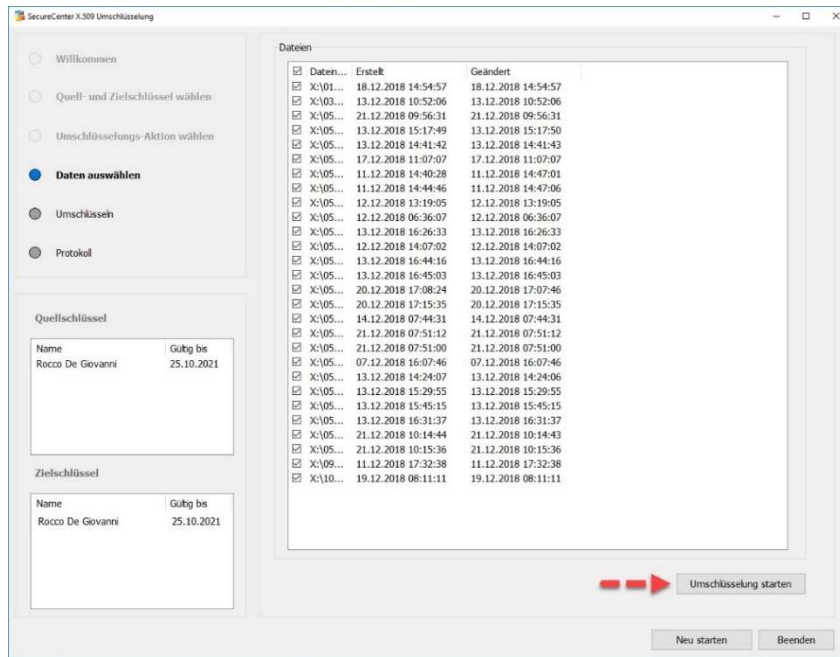 SecureCenter X.509 Umschlüsselung
Willkommen
Quell- und Zielschlüssel wählen
Umschlüsselungs-Aktion wählen
Daten auswählen
Umschlüsseln
Protokoll
Quellschlüssel
Name Gültig bis
Rocco De Giovanni 25.10.2021
Zielschlüssel
Name Gültig bis
Rocco De Giovanni 25.10.2021
Dateien
Datein... Erstellt Geändert
X:\01... 18.12.2018 14:54:57 18.12.2018 14:54:57
X:\03... 13.12.2018 10:52:06 13.12.2018 10:52:06
X:\05... 21.12.2018 09:56:31 21.12.2018 09:56:31
X:\05... 13.12.2018 15:17:49 13.12.2018 15:17:50
X:\05... 13.12.2018 14:41:42 13.12.2018 14:41:43
X:\05... 17.12.2018 11:07:07 17.12.2018 11:07:07
X:\05... 11.12.2018 14:40:28 11.12.2018 14:47:01
X:\05... 11.12.2018 14:44:46 11.12.2018 14:47:06
X:\05... 12.12.2018 13:19:05 12.12.2018 13:19:05
X:\05... 12.12.2018 06:36:07 12.12.2018 06:36:07
X:\05... 13.12.2018 16:26:33 13.12.2018 16:26:33
X:\05... 12.12.2018 14:07:02 12.12.2018 14:07:02
X:\05... 13.12.2018 16:44:16 13.12.2018 16:44:16
X:\05... 13.12.2018 16:45:03 13.12.2018 16:45:03
X:\05... 20.12.2018 17:08:24 20.12.2018 17:07:46
X:\05... 20.12.2018 17:15:35 20.12.2018 17:15:35
X:\05... 14.12.2018 07:44:31 14.12.2018 07:44:31
X:\05... 21.12.2018 07:51:12 21.12.2018 07:51:12
X:\05... 21.12.2018 07:51:00 21.12.2018 07:51:00
X:\05... 07.12.2018 16:07:46 07.12.2018 16:07:46
X:\05... 13.12.2018 14:24:07 13.12.2018 14:24:06
X:\05... 13.12.2018 15:29:55 13.12.2018 15:29:55
X:\05... 13.12.2018 15:45:15 13.12.2018 15:45:15
X:\05... 13.12.2018 16:31:37 13.12.2018 16:31:37
X:\05... 21.12.2018 10:14:44 21.12.2018 10:14:43
X:\05... 21.12.2018 10:15:36 21.12.2018 10:15:36
X:\09... 11.12.2018 17:32:38 11.12.2018 17:32:38
X:\10... 19.12.2018 08:11:11 19.12.2018 08:11:11
Umschlüsselung starten
Neu starten Beenden